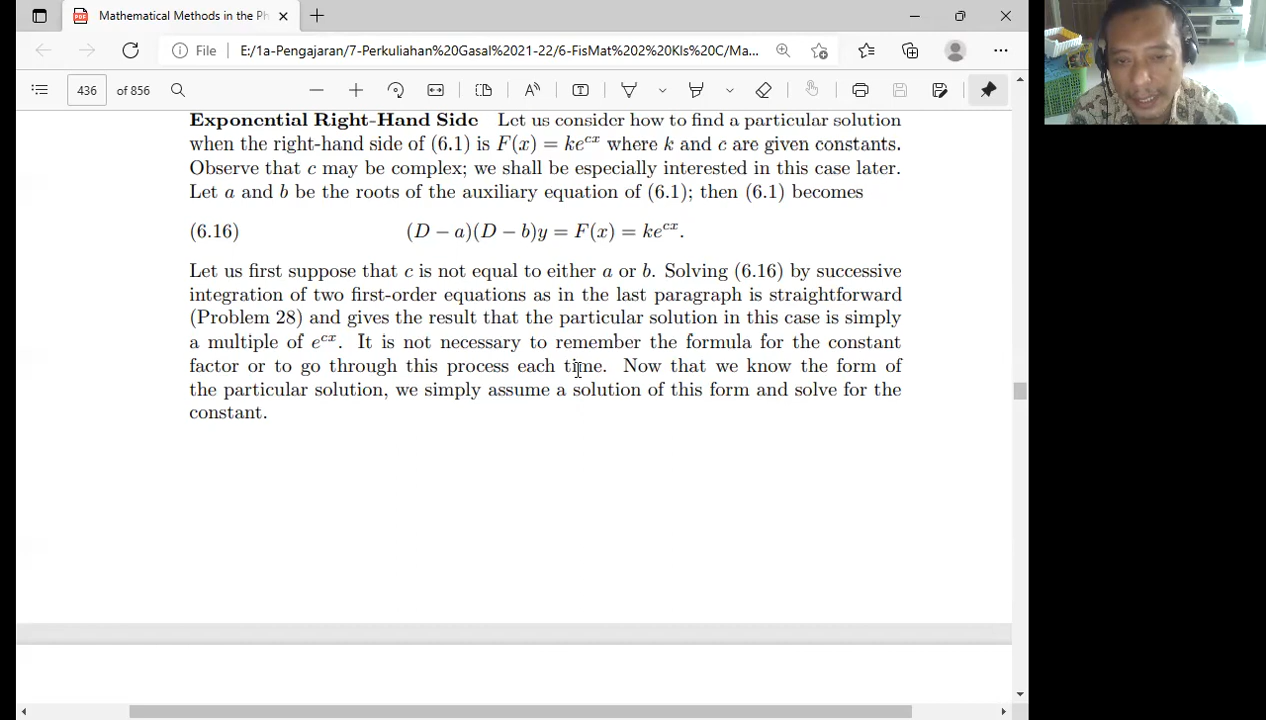 Mathematical Methods in the Ph
File E:/1a-Pengajaran/7-Perkuliahan%20Gasal%2021-22/6-FisMat%202%20Kls%20C/Ma...
436 of 856
Exponential Right-Hand Side Let us consider how to find a particular solution
when the right-hand side of (6.1) is F(x) = ke^{cx} where k and c are given constants.
Observe that c may be complex; we shall be especially interested in this case later.
Let a and b be the roots of the auxiliary equation of (6.1); then (6.1) becomes
(6.16) (D − a)(D − b)y = F(x) = ke^{cx}.
Let us first suppose that c is not equal to either a or b. Solving (6.16) by successive
integration of two first-order equations as in the last paragraph is straightforward
(Problem 28) and gives the result that the particular solution in this case is simply
a multiple of e^{cx}. It is not necessary to remember the formula for the constant
factor or to go through this process each time. Now that we know the form of
the particular solution, we simply assume a solution of this form and solve for the
constant.